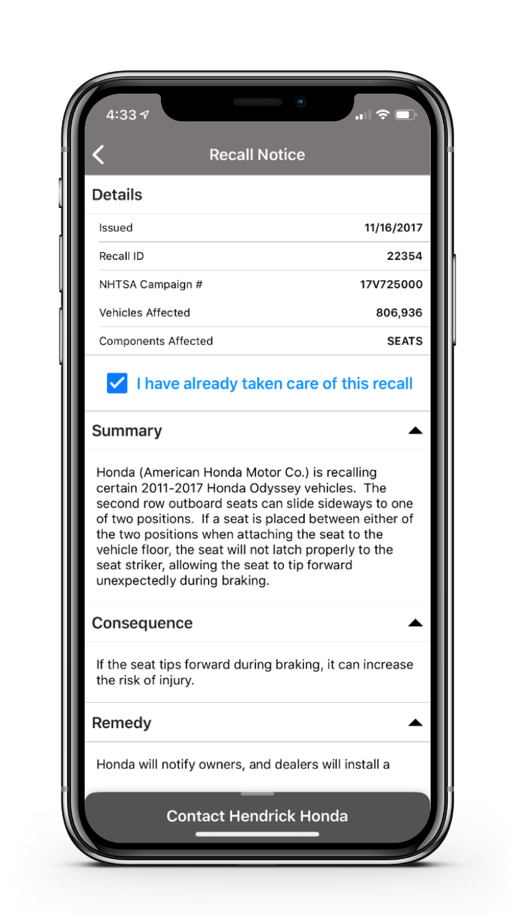 4:33
Recall Notice
Details
Issued 11/16/2017
Recall ID 22354
NHTSA Campaign # 17V725000
Vehicles Affected 806,936
Components Affected SEATS
I have already taken care of this recall
Summary
Honda (American Honda Motor Co.) is recalling
certain 2011-2017 Honda Odyssey vehicles.  The
second row outboard seats can slide sideways to one
of two positions.  If a seat is placed between either of
the two positions when attaching the seat to the
vehicle floor, the seat will not latch properly to the
seat striker, allowing the seat to tip forward
unexpectedly during braking.
Consequence
If the seat tips forward during braking, it can increase
the risk of injury.
Remedy
Honda will notify owners, and dealers will install a
Contact Hendrick Honda